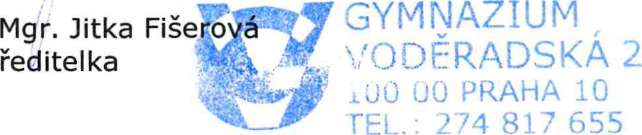 Mgr. Jitka Fišerová
ředitelka
GYMNÁZIUM
VODĚRADSKÁ 2
100 00 PRAHA 10
TEL.: 274 817 655